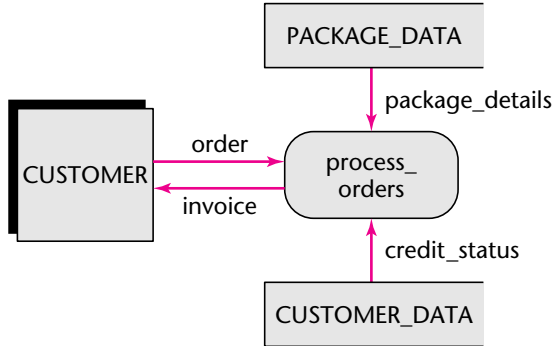 PACKAGE_DATA
package_details
order
CUSTOMER
process_
orders
invoice
credit_status
CUSTOMER_DATA